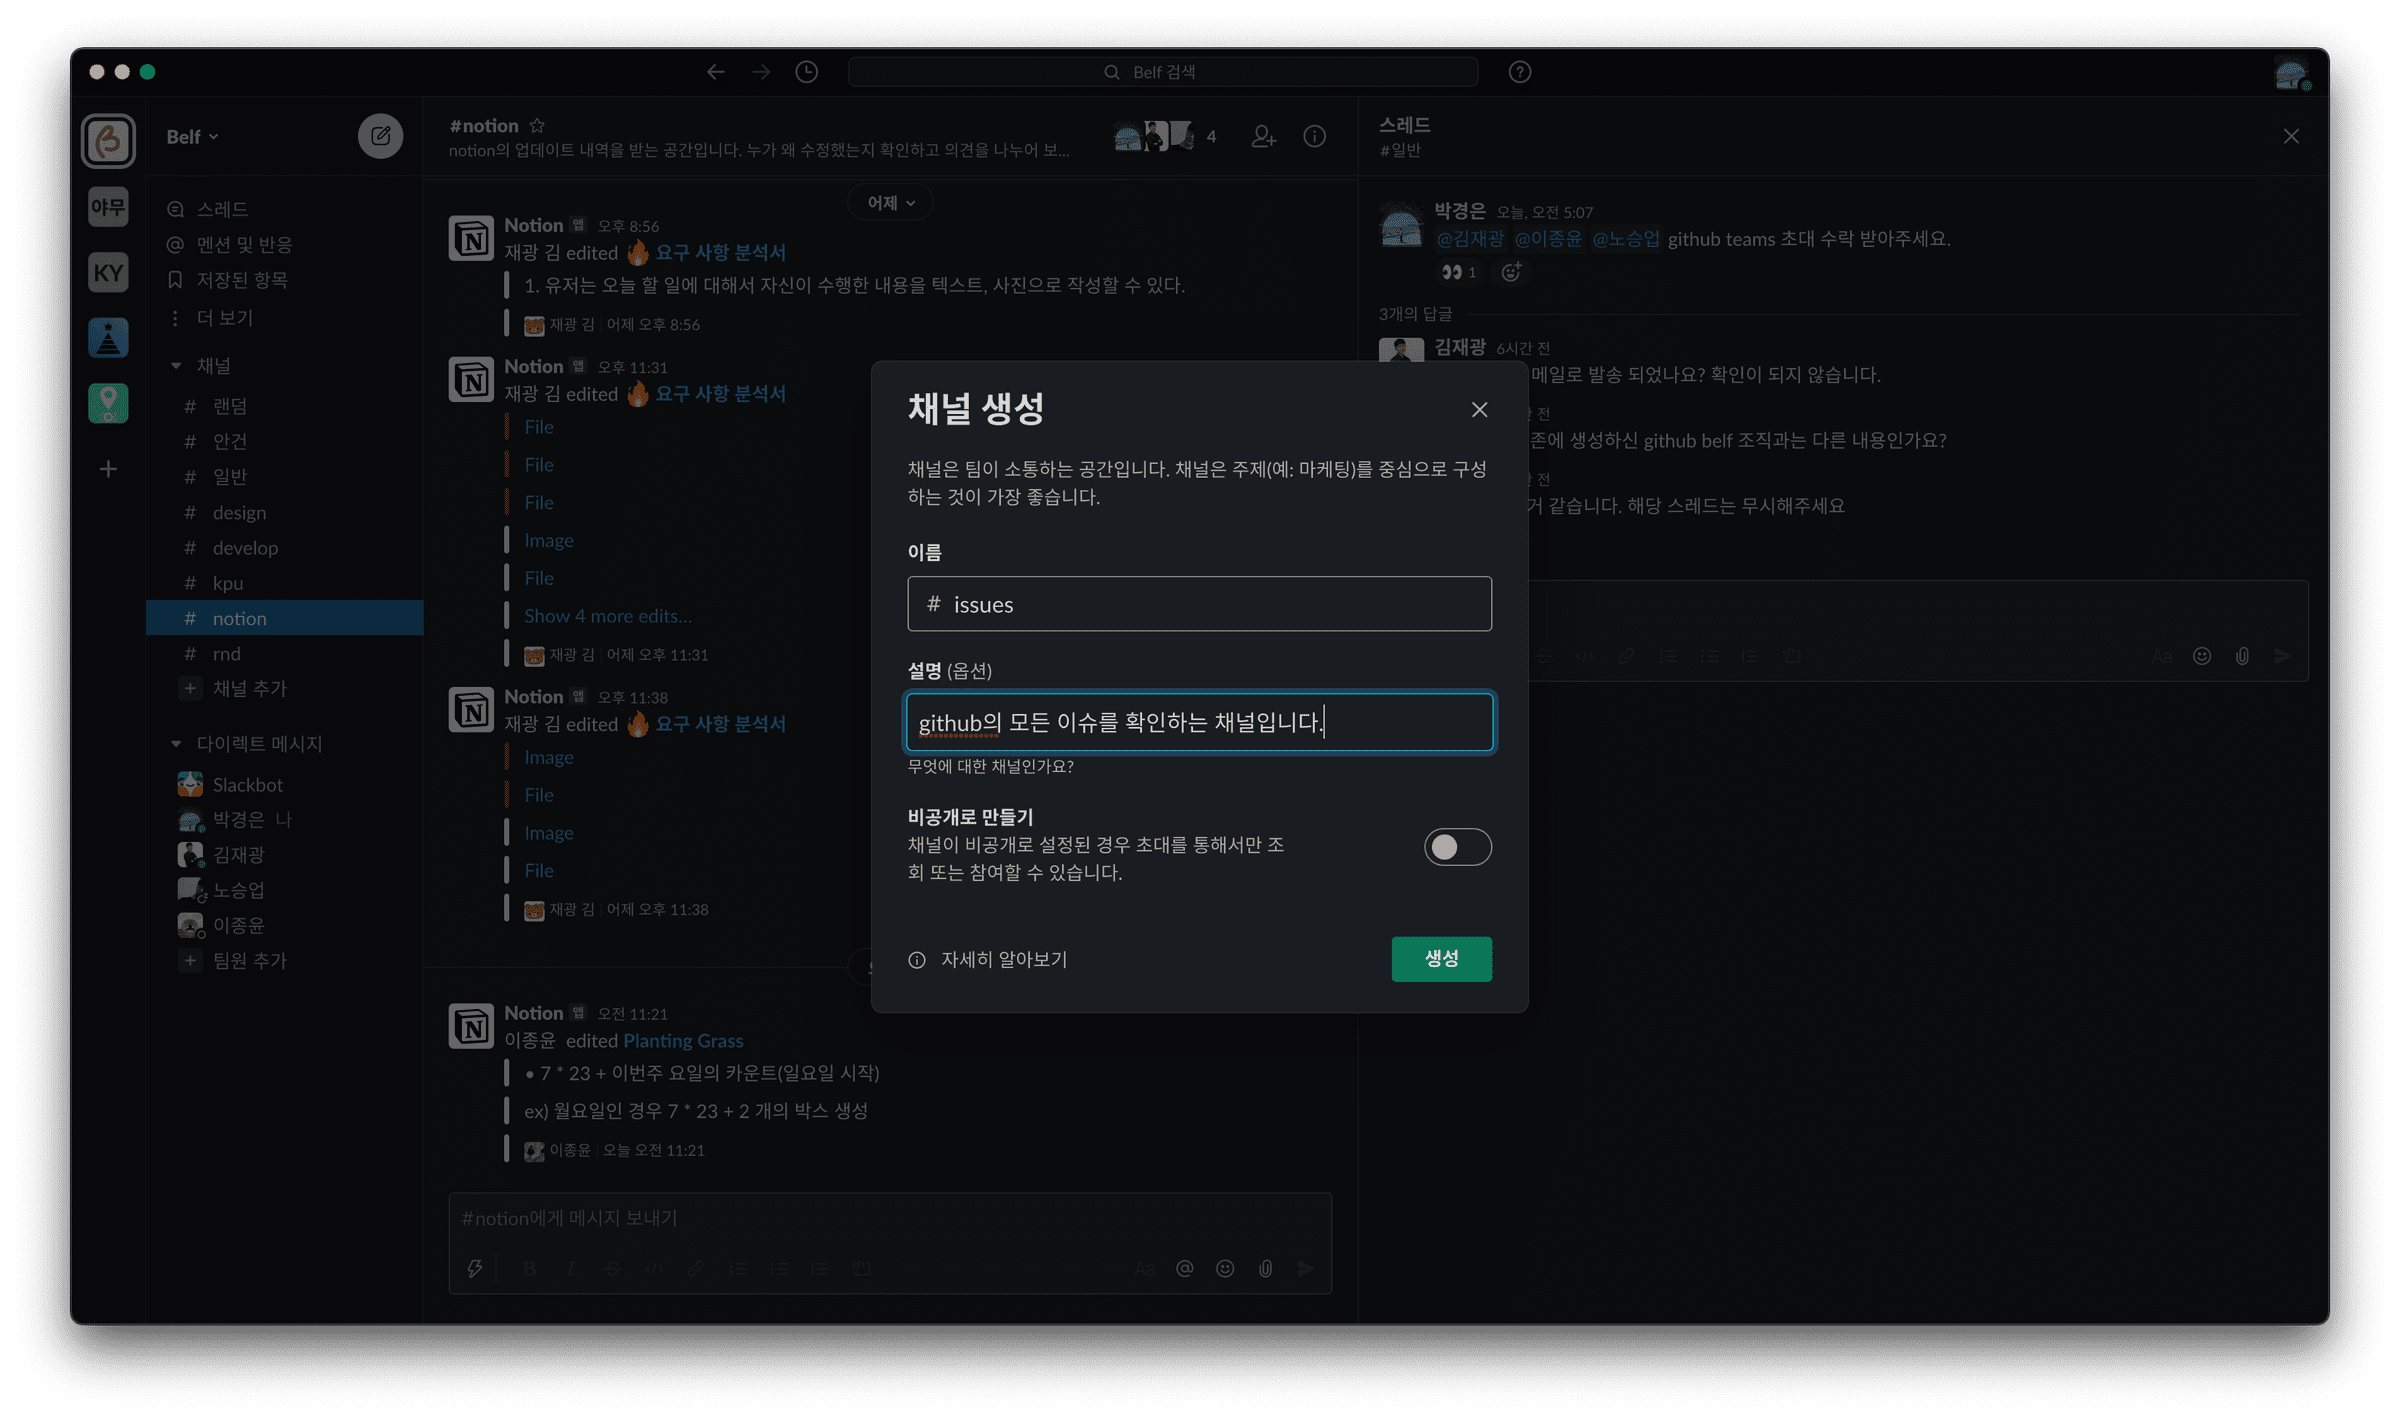 Belf 검색
Belf
야무
KY
스레드
멘션 및 반응
저장된 항목
더 보기
채널
# 랜덤
# 안건
# 일반
# design
# develop
# kpu
# notion
# rnd
+ 채널 추가
다이렉트 메시지
Slackbot
박경은 나
김재광
노승업
이종윤
+ 팀원 추가
#notion
4
notion의 업데이트 내역을 받는 공간입니다. 누가 왜 수정했는지 확인하고 의견을 나누어 보...
어제
Notion 앱 오후 8:56
재광 김 edited 🔥 요구 사항 분석서
1. 유저는 오늘 할 일에 대해서 자신이 수행한 내용을 텍스트, 사진으로 작성할 수 있다.
재광 김 | 어제 오후 8:56
Notion 앱 오후 11:31
재광 김 edited 🔥 요구 사항 분석서
File
File
File
Image
File
Show 4 more edits...
재광 김 | 어제 오후 11:31
Notion 앱 오후 11:38
재광 김 edited 🔥 요구 사항 분석서
Image
File
Image
File
재광 김 | 어제 오후 11:38
Notion 앱 오전 11:21
이종윤 edited Planting Grass
• 7 * 23 + 이번주 요일의 카운트(일요일 시작)
ex) 월요일인 경우 7 * 23 + 2 개의 박스 생성
이종윤 | 오늘 오전 11:21
#notion에게 메시지 보내기
B I S Aa @
채널 생성
채널은 팀이 소통하는 공간입니다. 채널은 주제(예: 마케팅)를 중심으로 구성
하는 것이 가장 좋습니다.
이름
# issues
설명 (옵션)
github의 모든 이슈를 확인하는 채널입니다.
무엇에 대한 채널인가요?
비공개로 만들기
채널이 비공개로 설정된 경우 초대를 통해서만 조
회 또는 참여할 수 있습니다.
자세히 알아보기
생성
스레드
#일반
박경은 오늘, 오전 5:07
@김재광 @이종윤 @노승업 github teams 초대 수락 받아주세요.
👀 1
3개의 답글
김재광 6시간 전
메일로 발송 되었나요? 확인이 되지 않습니다.
전
존에 생성하신 github belf 조직과는 다른 내용인가요?
전
거 같습니다. 해당 스레드는 무시해주세요
Aa